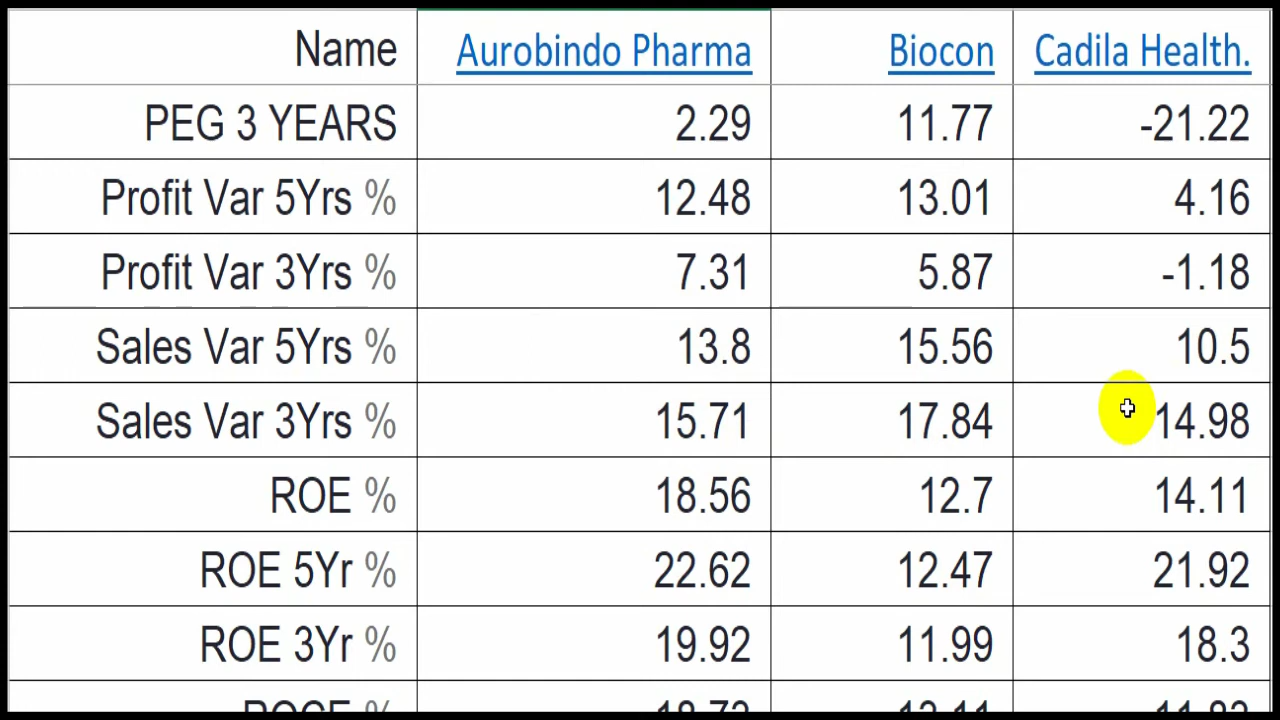 Name Aurobindo Pharma Biocon Cadila Health.
PEG 3 YEARS 2.29 11.77 -21.22
Profit Var 5Yrs % 12.48 13.01 4.16
Profit Var 3Yrs % 7.31 5.87 -1.18
Sales Var 5Yrs % 13.8 15.56 10.5
Sales Var 3Yrs % 15.71 17.84 14.98
ROE % 18.56 12.7 14.11
ROE 5Yr % 22.62 12.47 21.92
ROE 3Yr % 19.92 11.99 18.3